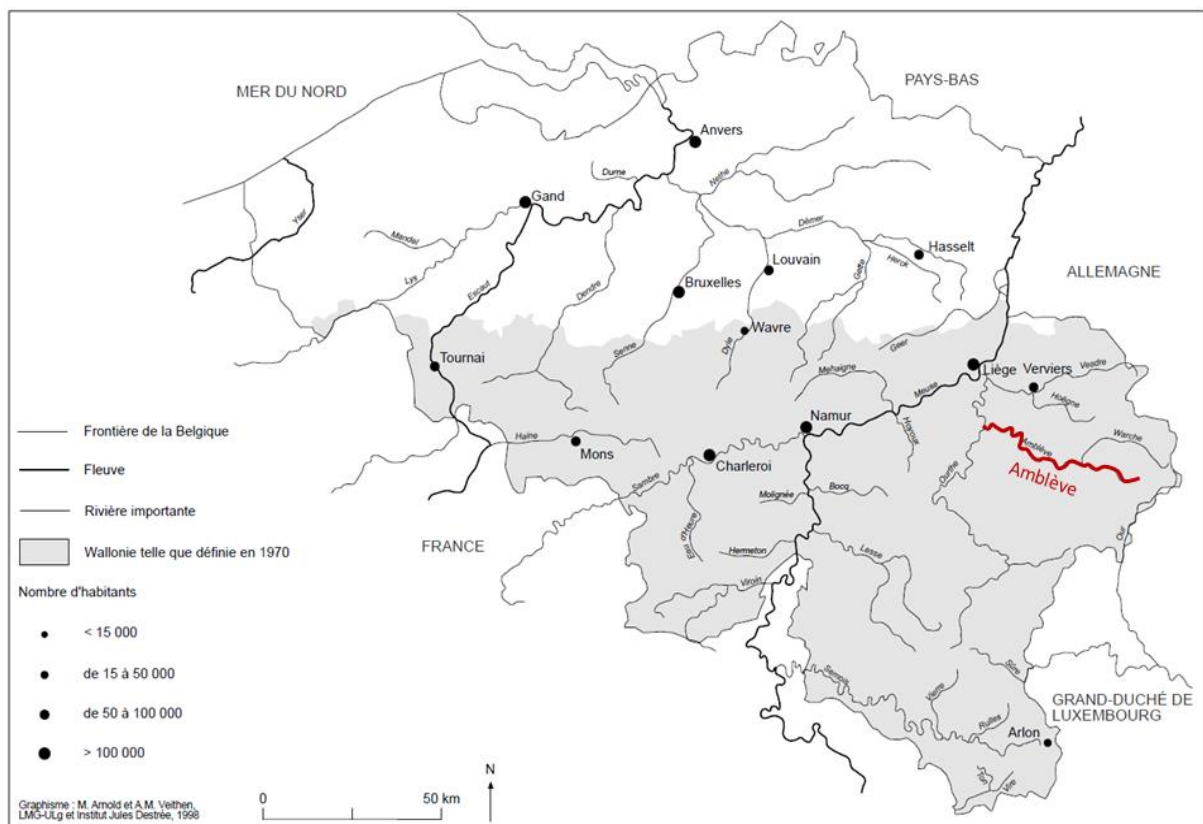 MER DU NORD
PAYS-BAS
Anvers
Durme
Nethe
Gand
Yser
Mandel
Lys
Escaut
Dendre
Démer
Hasselt
Herck
Gette
Louvain
Bruxelles
ALLEMAGNE
Wavre
Senne
Dyle
Geer
Tournai
Mehaigne
Meuse
Liège
Verviers
Vesdre
Hoëgne
Namur
Hoyoux
Haine
Mons
Charleroi
Sambre
Amblève
Warche
Amblève
Ourthe
Molignée
Bocq
Eau d'Heure
FRANCE
Hermeton
Lesse
Our
Viroin
Semois
Vierre
Sûre
Rulles
GRAND-DUCHÉ DE
LUXEMBOURG
Arlon
Ton
Vire
Frontière de la Belgique
Fleuve
Rivière importante
Wallonie telle que définie en 1970
Nombre d'habitants
< 15 000
de 15 à 50 000
de 50 à 100 000
> 100 000
N
0
50 km
Graphisme : M. Arnold et A.M. Veithen,
LMG-ULg et Institut Jules Destrée, 1998